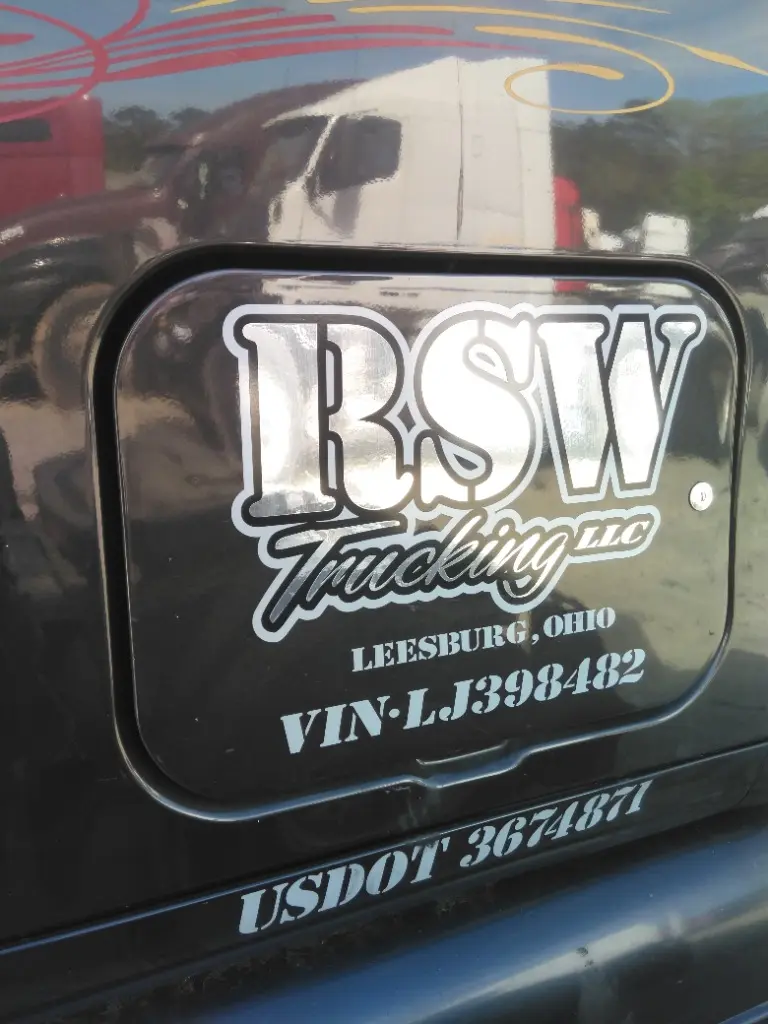 RSW
Trucking LLC
LEESBURG, OHIO
VIN·LJ398482
USDOT 3674871